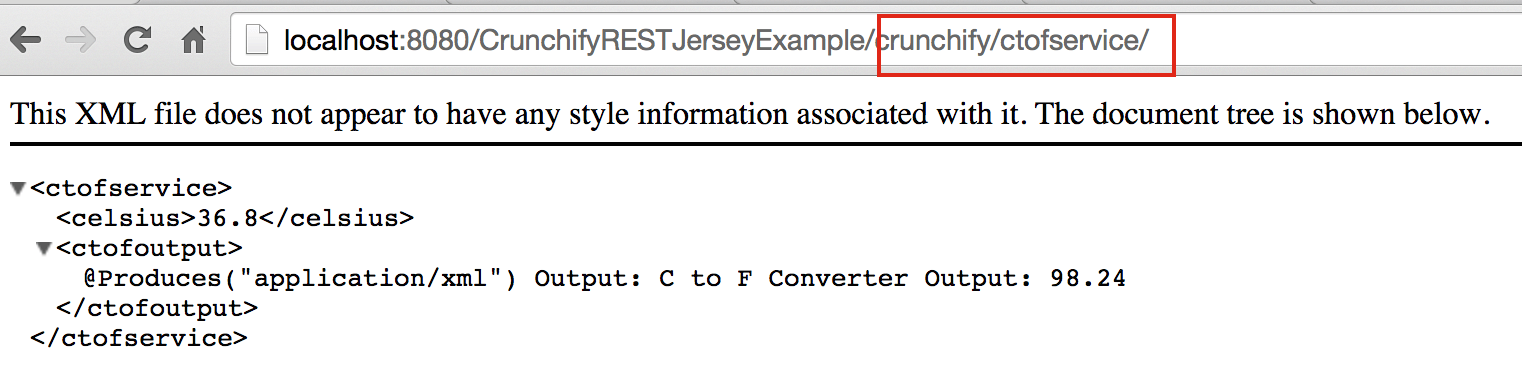 localhost:8080/CrunchifyRESTJerseyExample/crunchify/ctofservice/
This XML file does not appear to have any style information associated with it. The document tree is shown below.
<ctofservice>
<celsius>36.8</celsius>
<ctofoutput>
@Produces("application/xml") Output: C to F Converter Output: 98.24
</ctofoutput>
</ctofservice>